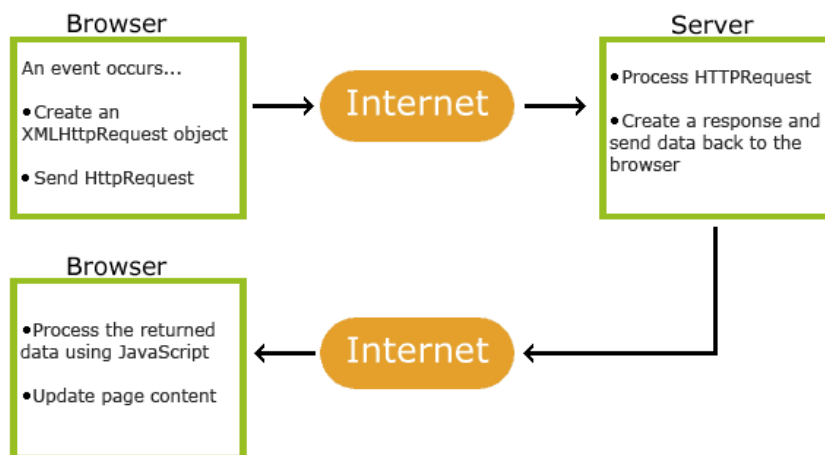 Browser
An event occurs...
•Create an
XMLHttpRequest object
• Send HttpRequest
Internet
Server
• Process HTTPRequest
•Create a response and
send data back to the
browser
Browser
•Process the returned
data using JavaScript
•Update page content
Internet